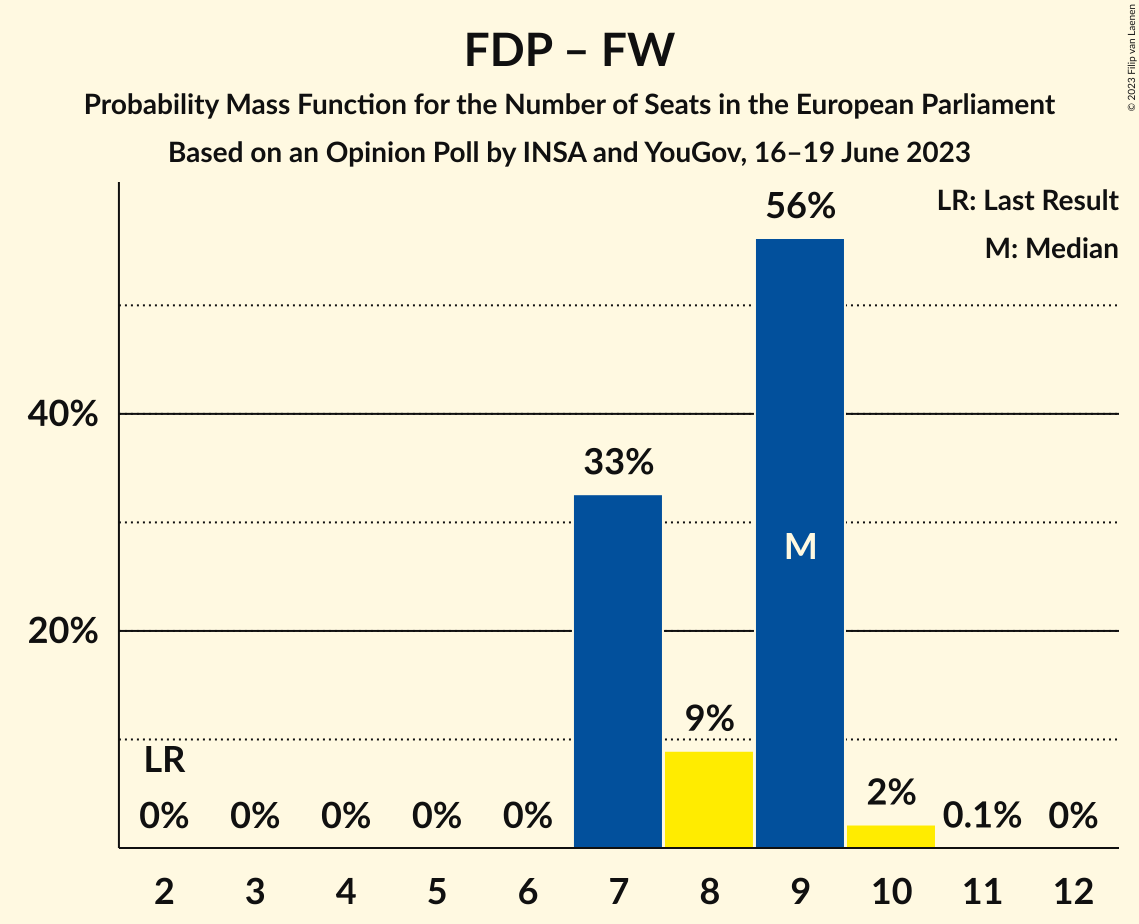 FDP – FW
Probability Mass Function for the Number of Seats in the European Parliament
Based on an Opinion Poll by INSA and YouGov, 16–19 June 2023
© 2023 Filip van Laenen
LR: Last Result
M: Median
56%
40%
33%
M
20%
9%
LR
2%
0% 0% 0% 0% 0% 0.1% 0%
2 3 4 5 6 7 8 9 10 11 12